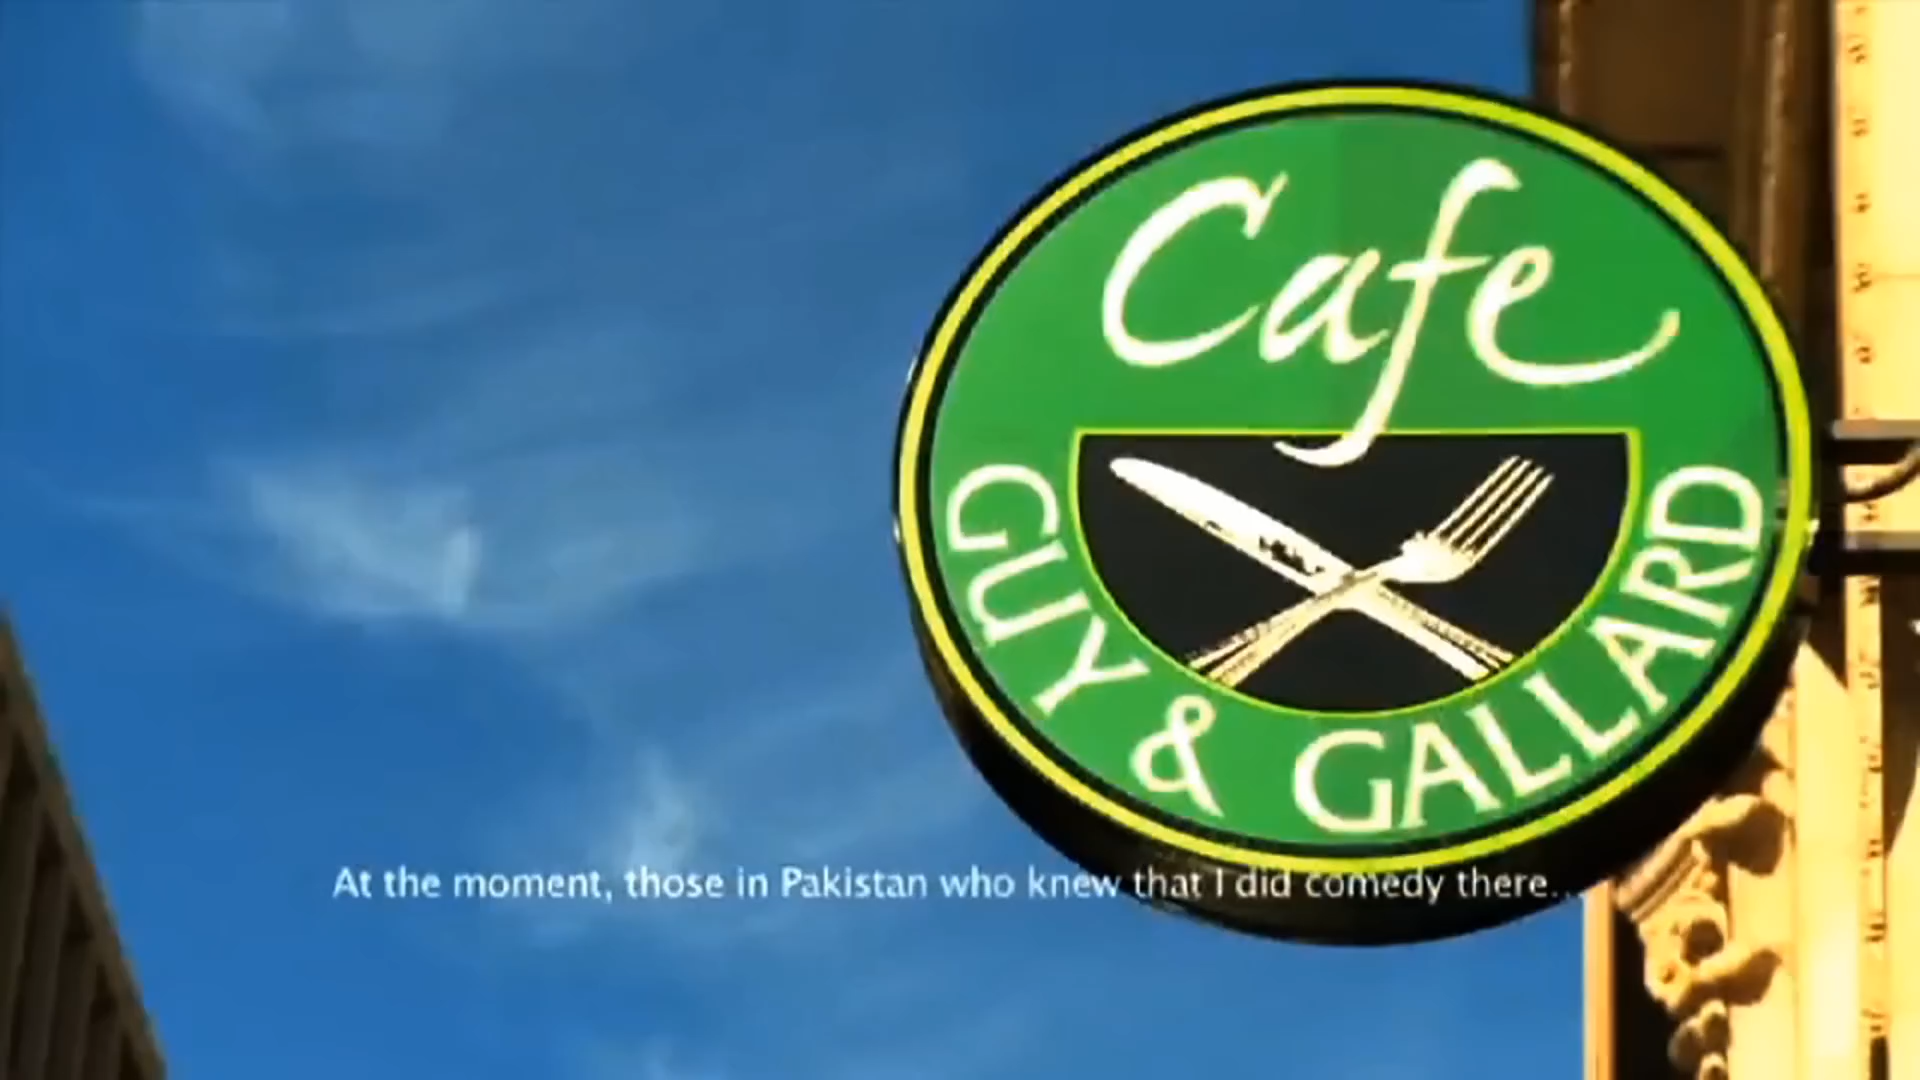 Cafe
GUY & GALLARD
At the moment, those in Pakistan who knew that I did comedy there...